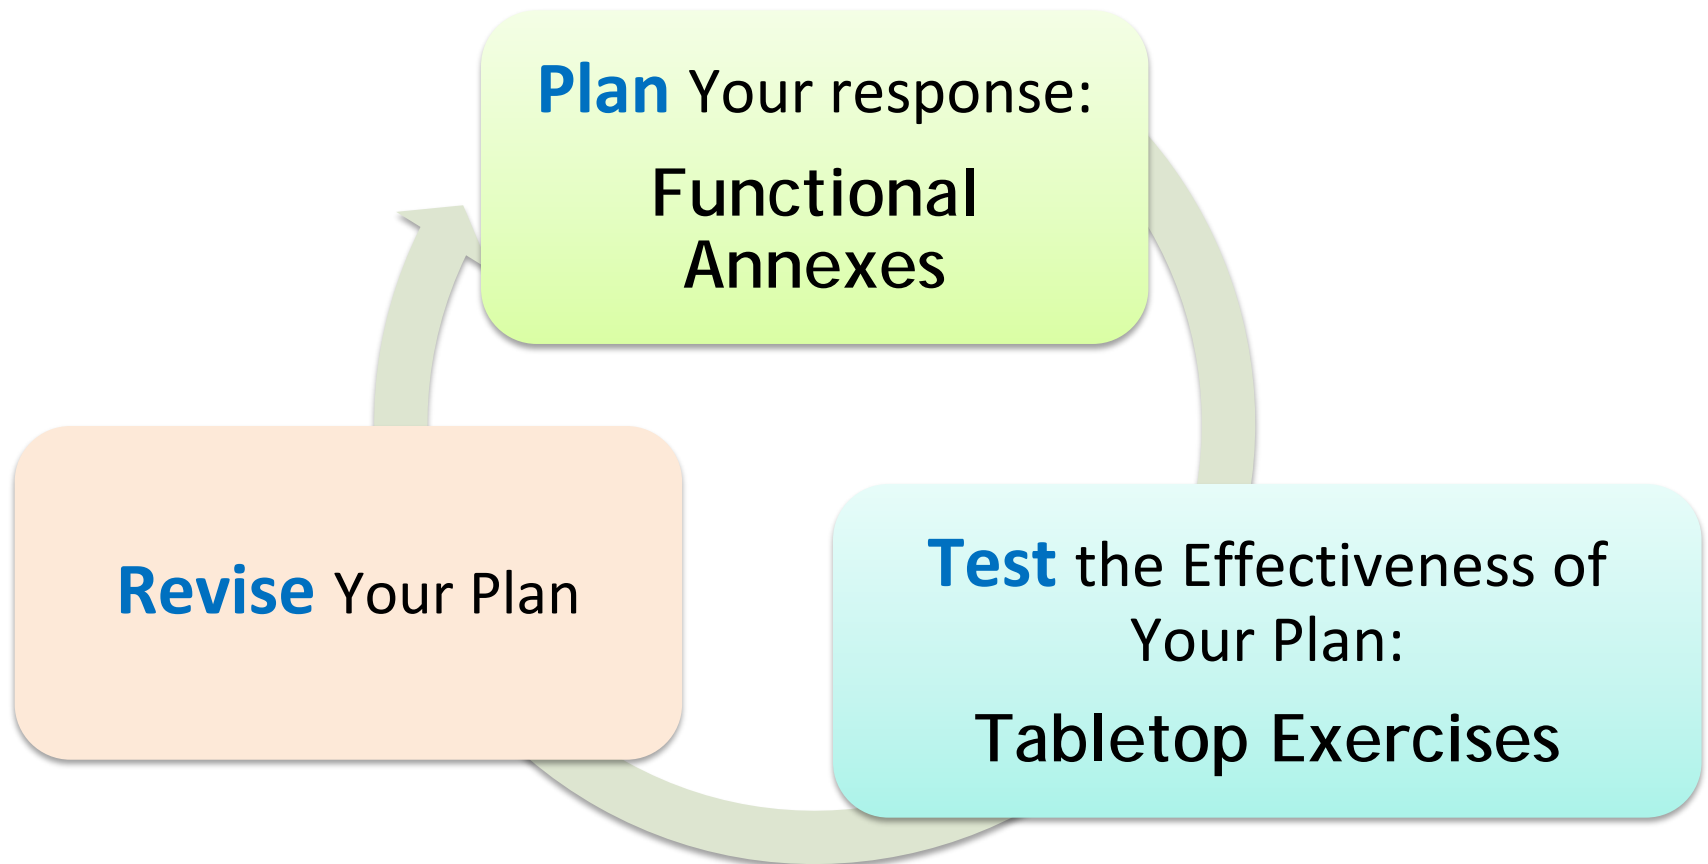 Plan Your response:
Functional
Annexes
Test the Effectiveness of
Your Plan:
Tabletop Exercises
Revise Your Plan